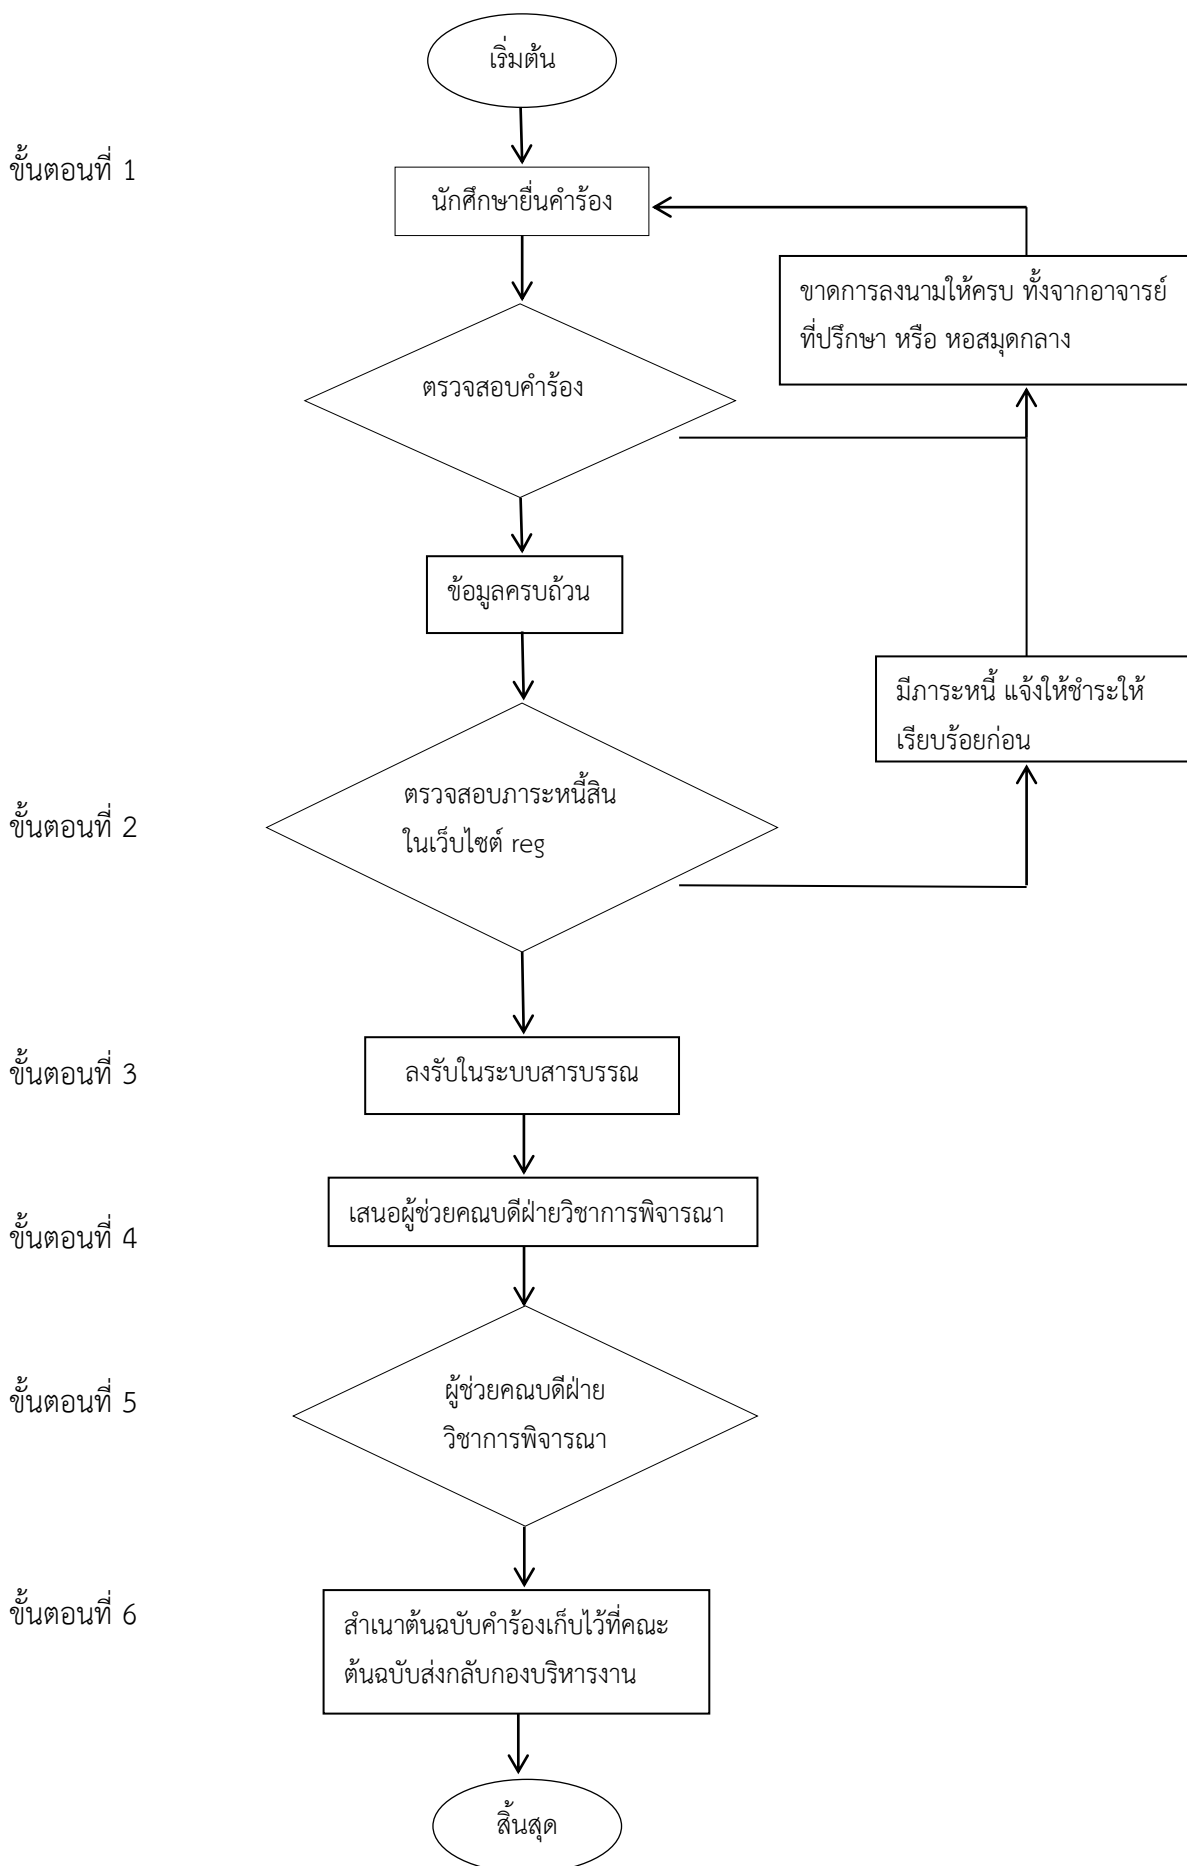 เริ่มต้น
ขั้นตอนที่ 1
นักศึกษายื่นคำร้อง
ขาดการลงนามให้ครบ ทั้งจากอาจารย์
ที่ปรึกษา หรือ หอสมุดกลาง
ตรวจสอบคำร้อง
ข้อมูลครบถ้วน
มีภาระหนี้ แจ้งให้ชำระให้
เรียบร้อยก่อน
ขั้นตอนที่ 2
ตรวจสอบภาระหนี้สิน
ในเว็บไซต์ reg
ขั้นตอนที่ 3
ลงรับในระบบสารบรรณ
ขั้นตอนที่ 4
เสนอผู้ช่วยคณบดีฝ่ายวิชาการพิจารณา
ขั้นตอนที่ 5
ผู้ช่วยคณบดีฝ่าย
วิชาการพิจารณา
ขั้นตอนที่ 6
สำเนาต้นฉบับคำร้องเก็บไว้ที่คณะ
ต้นฉบับส่งกลับกองบริหารงาน
สิ้นสุด